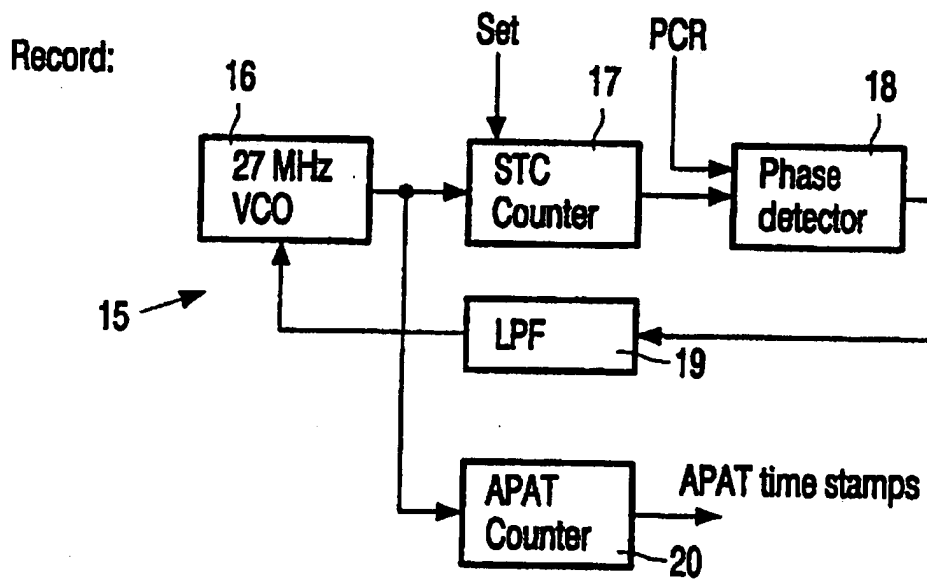 Record:
Set
PCR
16
17
18
27 MHz
VCO
STC
Counter
Phase
detector
15
LPF
19
APAT
Counter
APAT time stamps
20